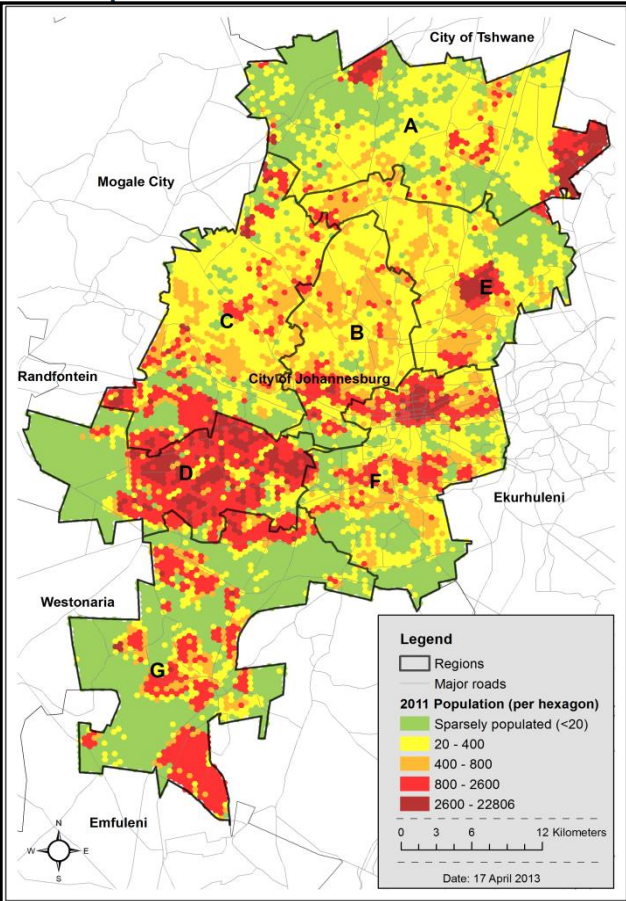 City of Tshwane
A
Mogale City
E
C
B
Randfontein
City of Johannesburg
D
F
Ekurhuleni
Westonaria
G
Emfuleni
N
W E
S
Legend
Regions
Major roads
2011 Population (per hexagon)
Sparsely populated (<20)
20 - 400
400 - 800
800 - 2600
2600 - 22806
0 3 6 12 Kilometers
Date: 17 April 2013